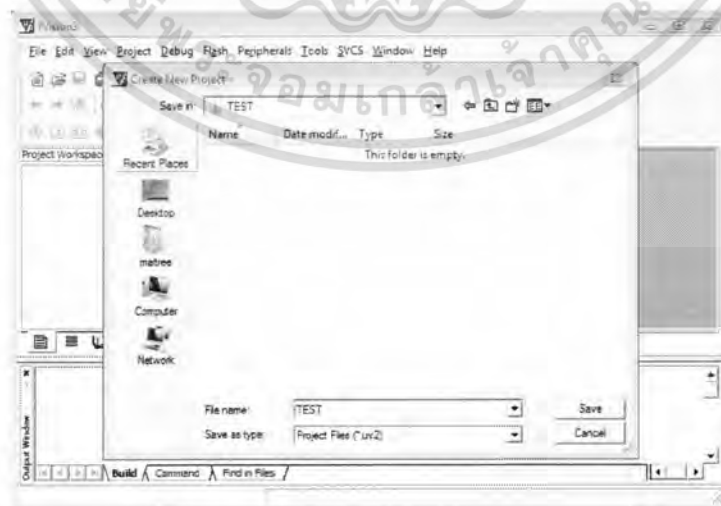 µVision3
File Edit View Project Debug Flash Peripherals Tools SVCS Window Help
Create New Project
Save in: TEST
Name Date modif... Type Size
This folder is empty.
Project Workspac
Recent Places
Desktop
matree
Computer
Network
File name: TEST
Save as type: Project Files (*.uv2)
Save
Cancel
Output Window
Build Command Find in Files